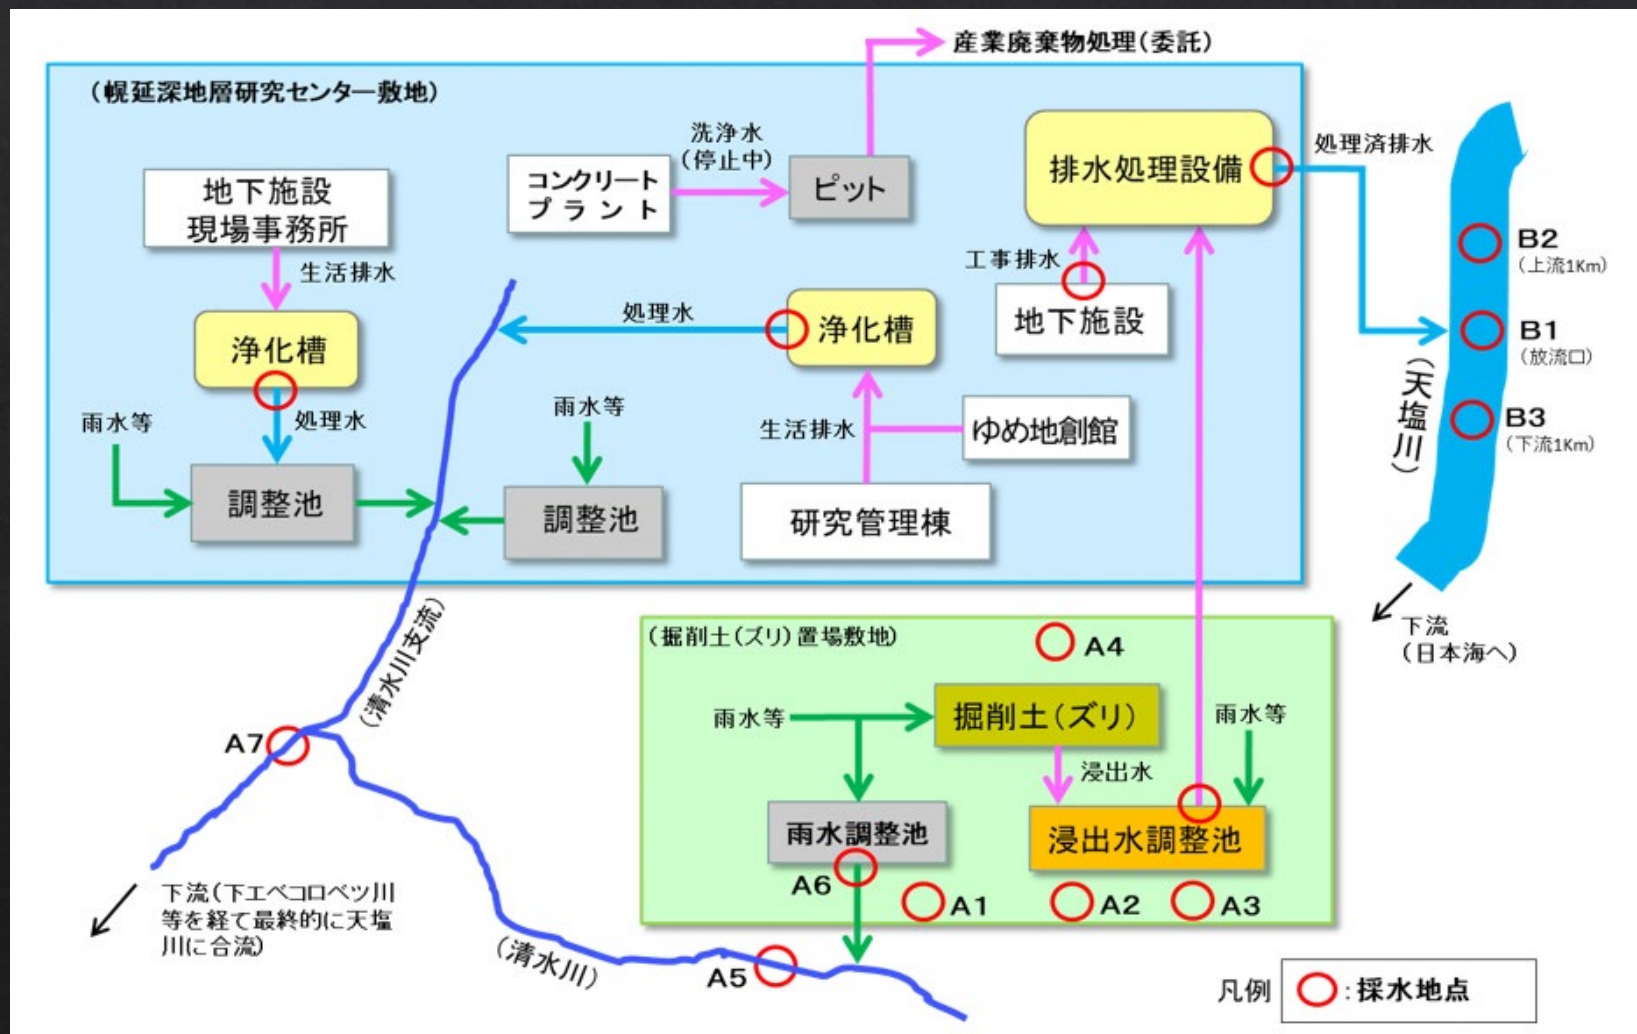 産業廃棄物処理(委託)
(幌延深地層研究センター敷地)
洗浄水
(停止中)
処理済排水
コンクリート
プラント
ピット
排水処理設備
地下施設
現場事務所
生活排水
工事排水
B2
(上流1Km)
処理水
浄化槽
地下施設
B1
(放流口)
浄化槽
雨水等
処理水
雨水等
生活排水
ゆめ地創館
(天塩川)
B3
(下流1Km)
調整池
調整池
研究管理棟
下流
(日本海へ)
(清水川支流)
(掘削土(ズリ)置場敷地)
A4
雨水等
掘削土(ズリ)
雨水等
A7
浸出水
雨水調整池
浸出水調整池
A6
A1
A2
A3
下流(下エベコロベツ川
等を経て最終的に天塩
川に合流)
(清水川)
A5
凡例
:採水地点